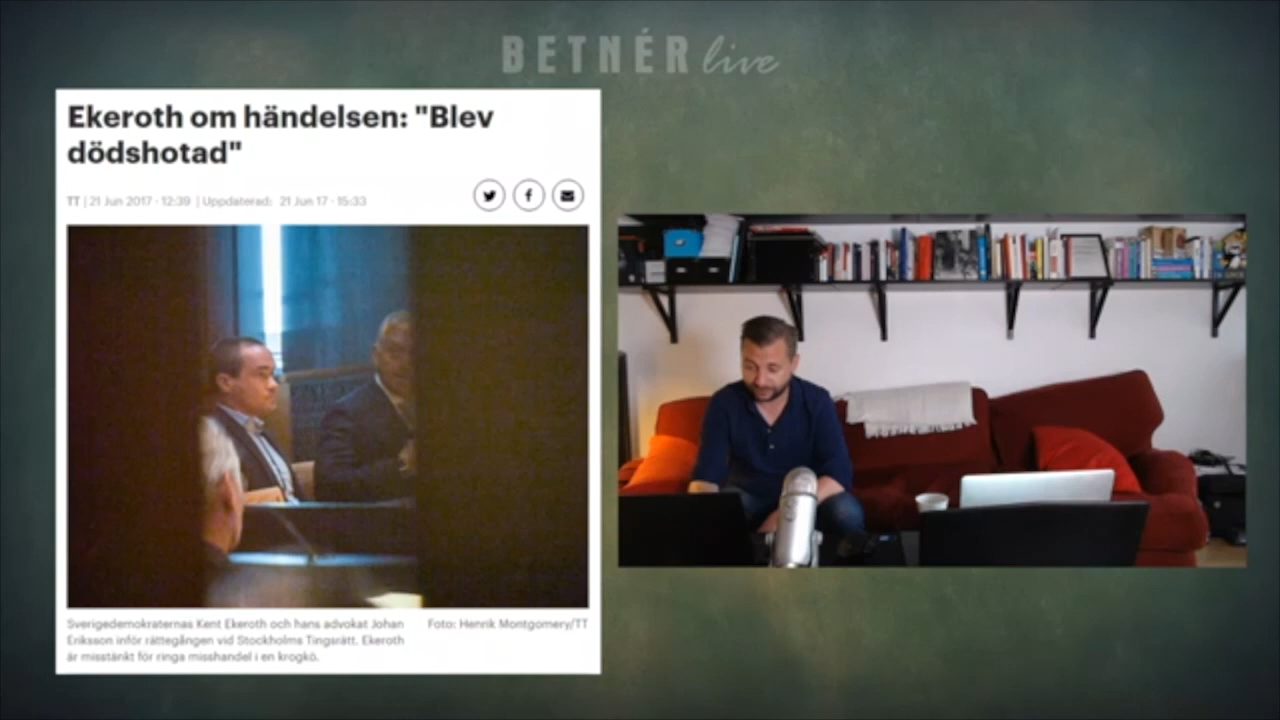 BETNÉR live
Ekeroth om händelsen: "Blev
dödshotad"
TT | 21 Jun 2017 - 12:39 | Uppdaterad: 21 Jun 17 - 15:33
Sverigedemokraternas Kent Ekeroth och hans advokat Johan
Eriksson inför rättegången vid Stockholms Tingsrätt. Ekeroth
är misstänkt för ringa misshandel i en krogkö.
Foto: Henrik Montgomery/TT